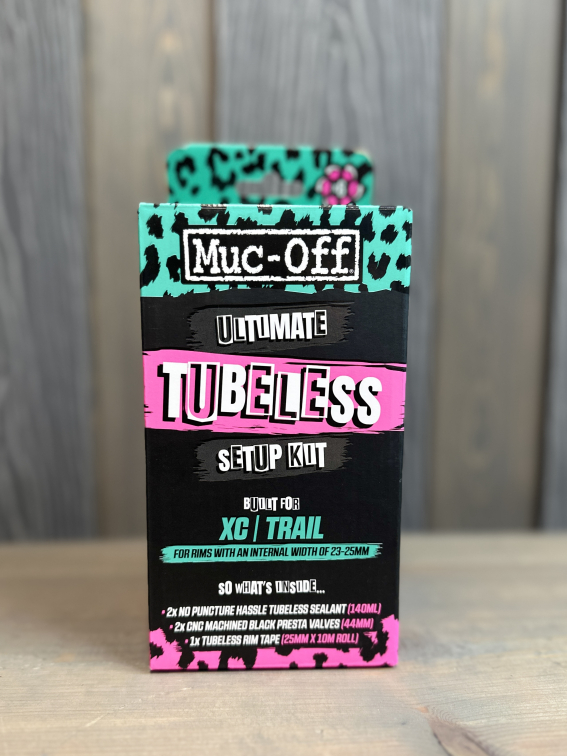 Muc-Off
ULTIMATE
TUBELESS
SETUP KIT
BUILT FOR
XC | TRAIL
FOR RIMS WITH AN INTERNAL WIDTH OF 23-25MM
SO WHAT'S INSIDE...
• 2x NO PUNCTURE HASSLE TUBELESS SEALANT (140ML)
• 2x CNC MACHINED BLACK PRESTA VALVES (44MM)
• 1x TUBELESS RIM TAPE (25MM X 10M ROLL)